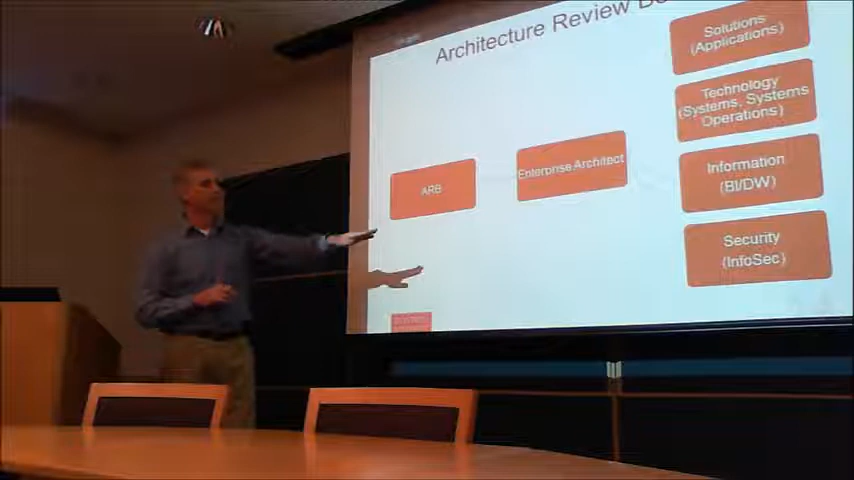 Architecture Review
ARB
Enterprise Architect
Solutions
(Applications)
Technology
(Systems, Systems
Operations)
Information
(BI/DW)
Security
(InfoSec)